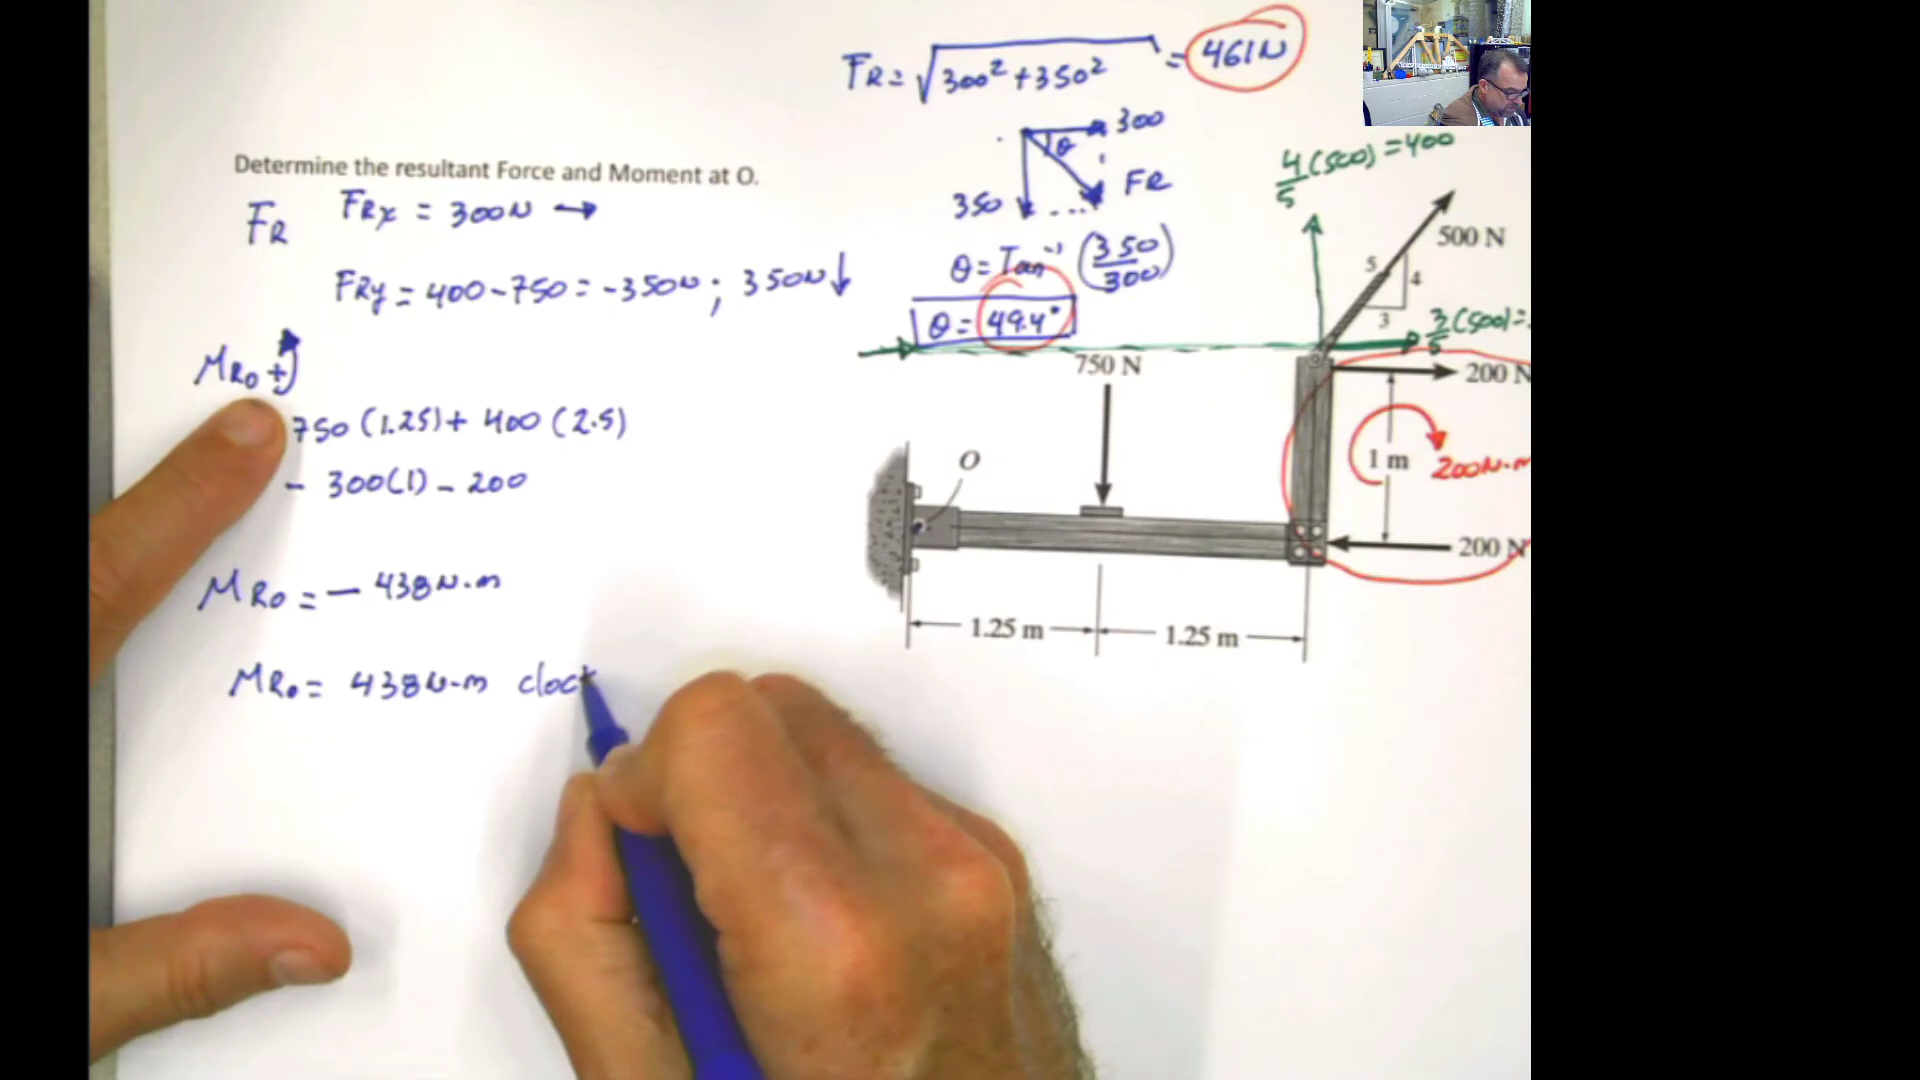 Determine the resultant Force and Moment at O.
FR FRx = 300N →
FRy = 400-750 = -350N; 350N ↓
MRo +
750 (1.25) + 400 (2.5)
- 300(1) - 200
MRo = - 438N·m
MRo = 438N-m clock
FR = √300² + 350² = 461N
300
θ
350
FR
θ = Tan⁻¹ (350/300)
θ = 49.4°
4/5 (500) = 400
500 N
5
4
3
3/5 (500) =
750 N
200 N
O
1 m
200N·m
200 N
1.25 m
1.25 m